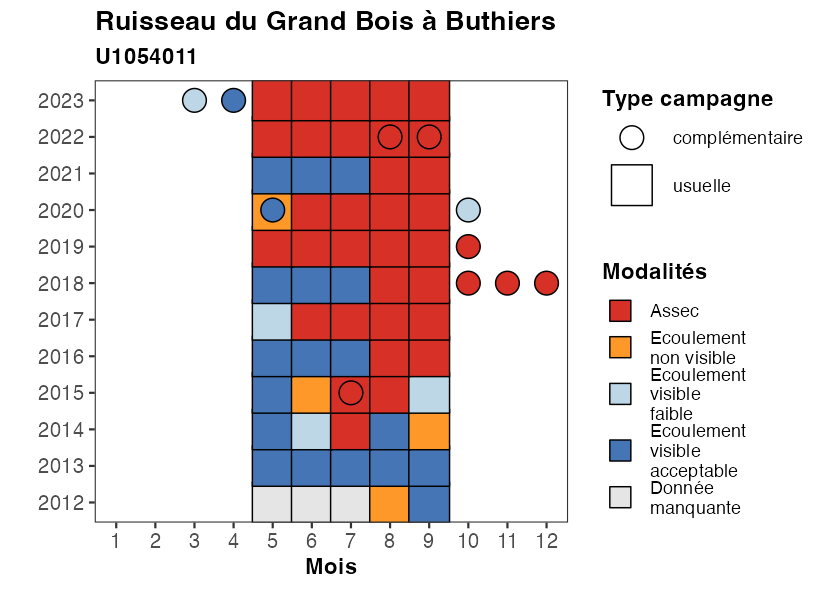 Ruisseau du Grand Bois à Buthiers
U1054011
2023
2022
2021
2020
2019
2018
2017
2016
2015
2014
2013
2012
1 2 3 4 5 6 7 8 9 10 11 12
Mois
Type campagne
complémentaire
usuelle
Modalités
Assec
Ecoulement
non visible
Ecoulement
visible
faible
Ecoulement
visible
acceptable
Donnée
manquante